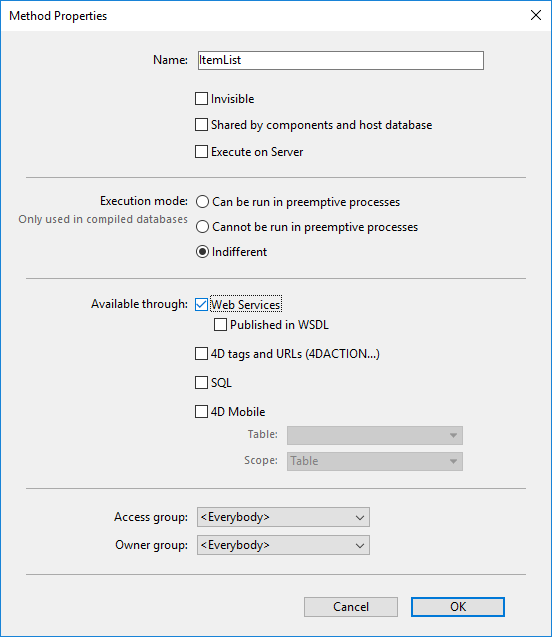 Method Properties
Name: ItemList
Invisible
Shared by components and host database
Execute on Server
Execution mode: Can be run in preemptive processes
Only used in compiled databases
Cannot be run in preemptive processes
Indifferent
Available through: Web Services
Published in WSDL
4D tags and URLs (4DACTION...)
SQL
4D Mobile
Table:
Scope: Table
Access group: <Everybody>
Owner group: <Everybody>
Cancel OK